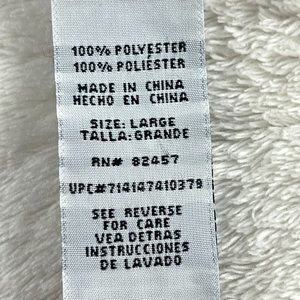 100% POLYESTER
100% POLIÉSTER
MADE IN CHINA
HECHO EN CHINA
SIZE: LARGE
TALLA: GRANDE
RN# 82457
UPC#714147410379
SEE REVERSE
FOR CARE
VEA DETRAS
INSTRUCCIONES
DE LAVADO